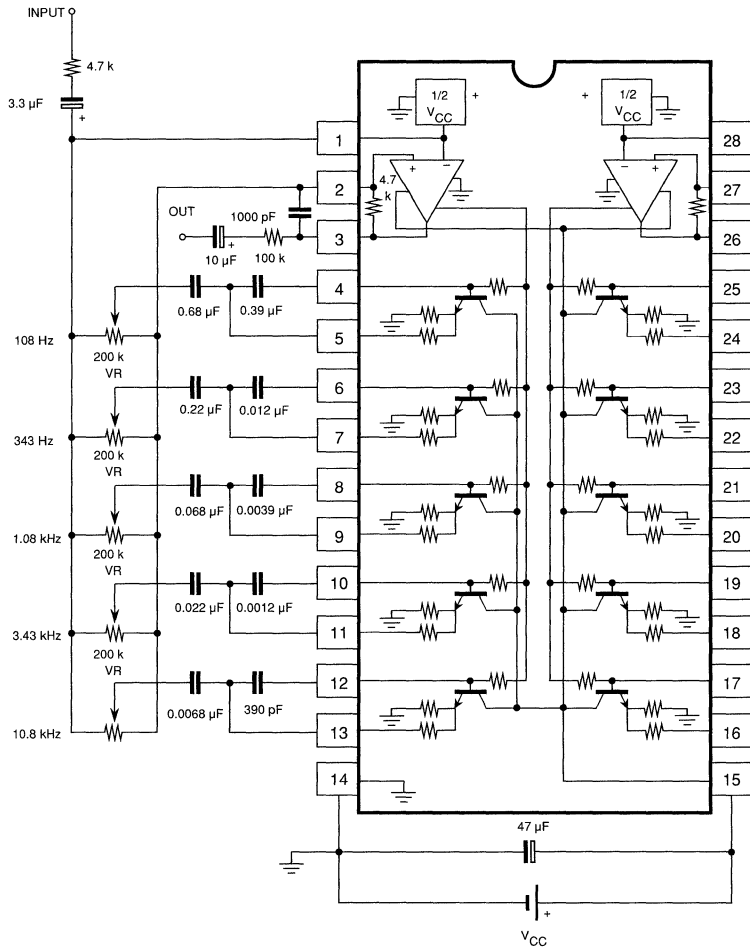 INPUT
4.7 k
3.3 µF
+
1/2
V_CC
+
+
1/2
V_CC
1
28
+
−
4.7
k
−
+
2
27
OUT
1000 pF
3
26
+
10 µF
100 k
4
25
0.68 µF
0.39 µF
108 Hz
5
24
200 k
VR
6
23
0.22 µF
0.012 µF
343 Hz
7
22
200 k
VR
8
21
0.068 µF
0.0039 µF
1.08 kHz
9
20
200 k
VR
10
19
0.022 µF
0.0012 µF
3.43 kHz
11
18
200 k
VR
12
17
0.0068 µF
390 pF
10.8 kHz
13
16
14
15
47 µF
+
V_CC